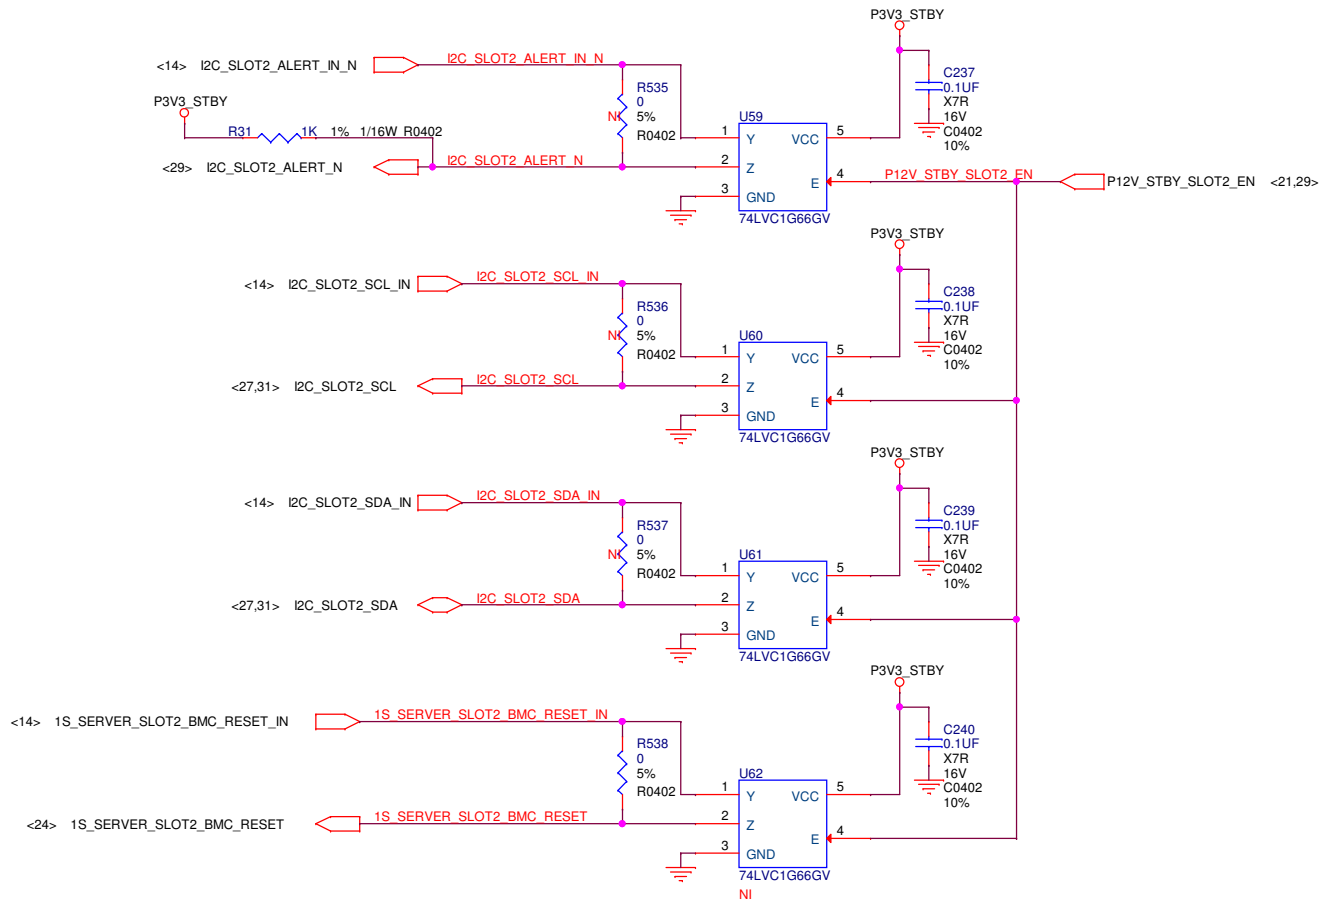 P3V3_STBY
<14> I2C_SLOT2_ALERT_IN_N
I2C_SLOT2_ALERT_IN_N
C237
0.1UF
X7R
16V
C0402
10%
R535
0
NI
5%
R0402
P3V3_STBY
R31 1K 1% 1/16W R0402
U59
1 Y VCC 5
<29> I2C_SLOT2_ALERT_N
I2C_SLOT2_ALERT_N
2 Z
E 4
P12V_STBY_SLOT2_EN
P12V_STBY_SLOT2_EN <21,29>
3 GND
74LVC1G66GV
P3V3_STBY
<14> I2C_SLOT2_SCL_IN
I2C_SLOT2_SCL_IN
C238
0.1UF
X7R
16V
C0402
10%
R536
0
NI
5%
R0402
U60
1 Y VCC 5
<27,31> I2C_SLOT2_SCL
I2C_SLOT2_SCL
2 Z
E 4
3 GND
74LVC1G66GV
P3V3_STBY
<14> I2C_SLOT2_SDA_IN
I2C_SLOT2_SDA_IN
C239
0.1UF
X7R
16V
C0402
10%
R537
0
NI
5%
R0402
U61
1 Y VCC 5
<27,31> I2C_SLOT2_SDA
I2C_SLOT2_SDA
2 Z
E 4
3 GND
74LVC1G66GV
P3V3_STBY
<14> 1S_SERVER_SLOT2_BMC_RESET_IN
1S_SERVER_SLOT2_BMC_RESET_IN
C240
0.1UF
X7R
16V
C0402
10%
R538
0
5%
R0402
U62
1 Y VCC 5
<24> 1S_SERVER_SLOT2_BMC_RESET
1S_SERVER_SLOT2_BMC_RESET
2 Z
E 4
3 GND
74LVC1G66GV
NI